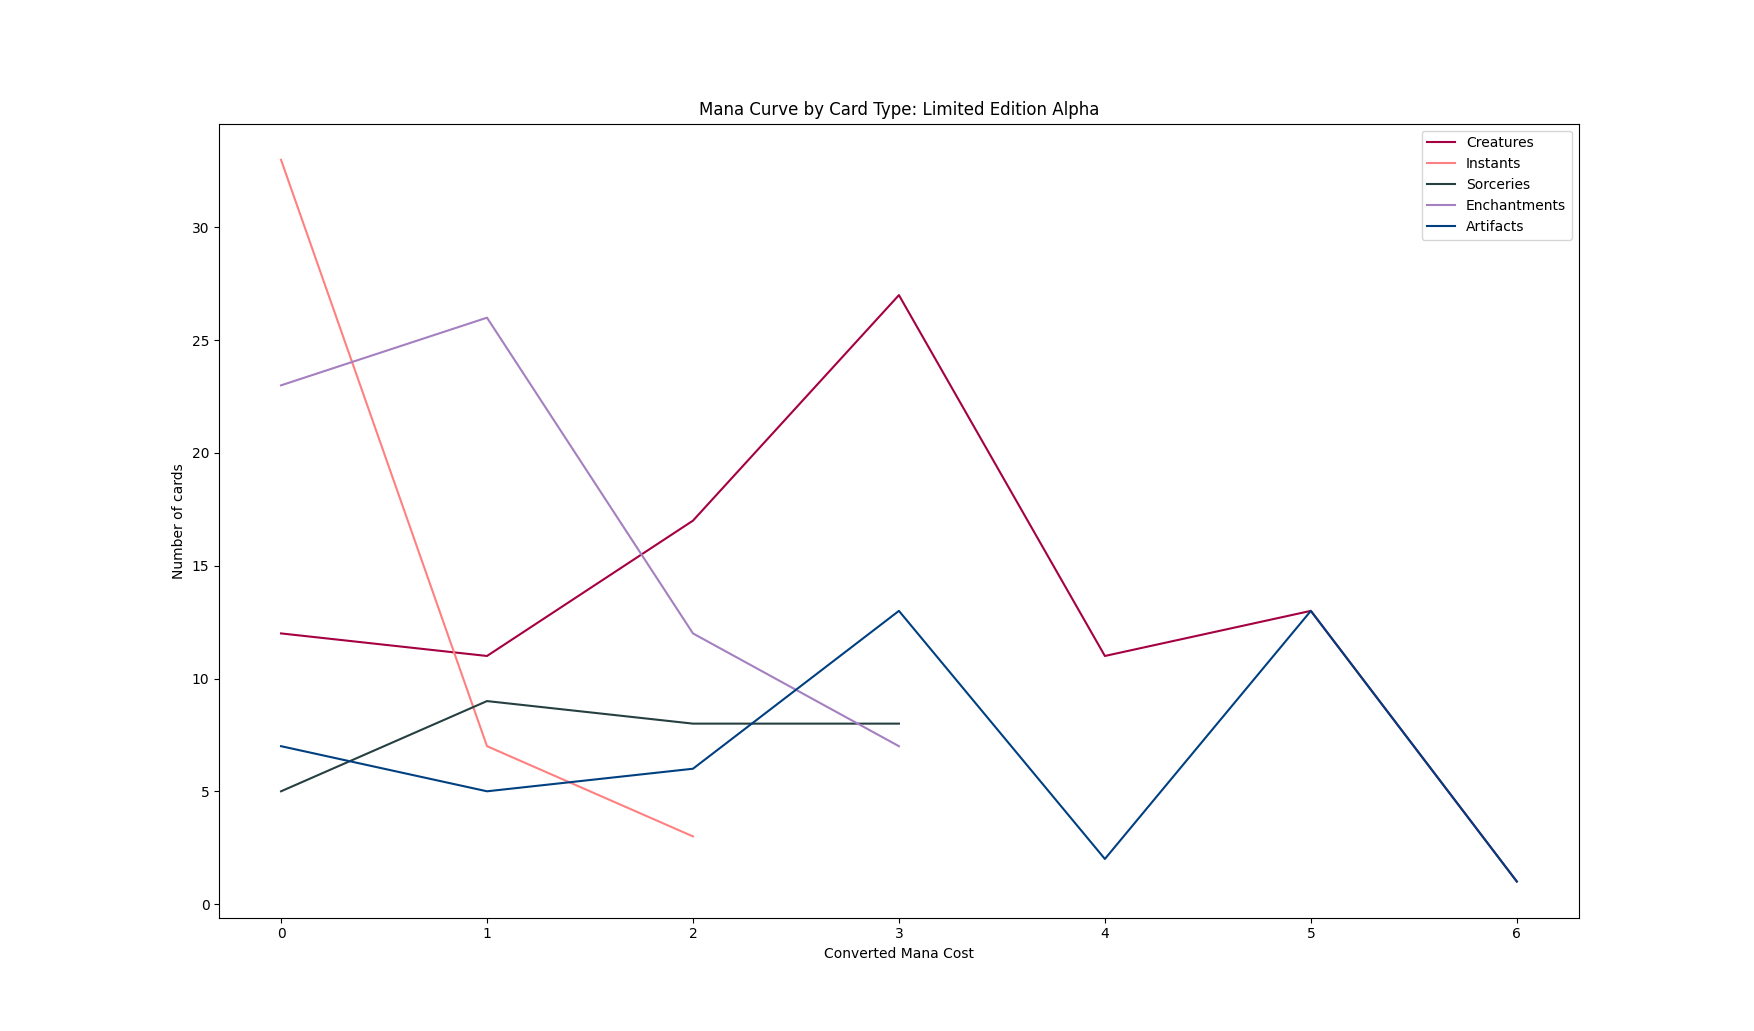 Mana Curve by Card Type: Limited Edition Alpha
Creatures
Instants
Sorceries
Enchantments
Artifacts
30
25
20
15
10
5
0
Number of cards
0 1 2 3 4 5 6
Converted Mana Cost